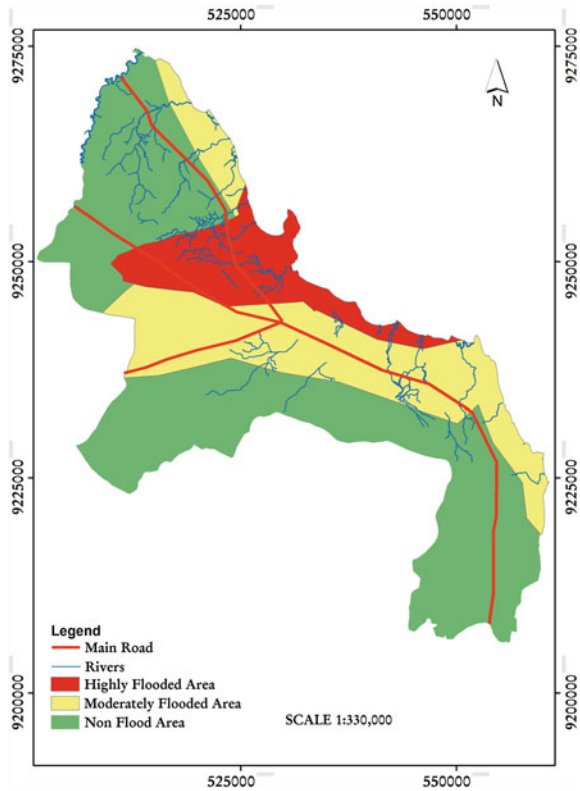 525000 550000
9275000 9275000
N
9250000 9250000
9225000 9225000
Legend
Main Road
Rivers
Highly Flooded Area
Moderately Flooded Area
Non Flood Area
SCALE 1:330,000
9200000 9200000
525000 550000